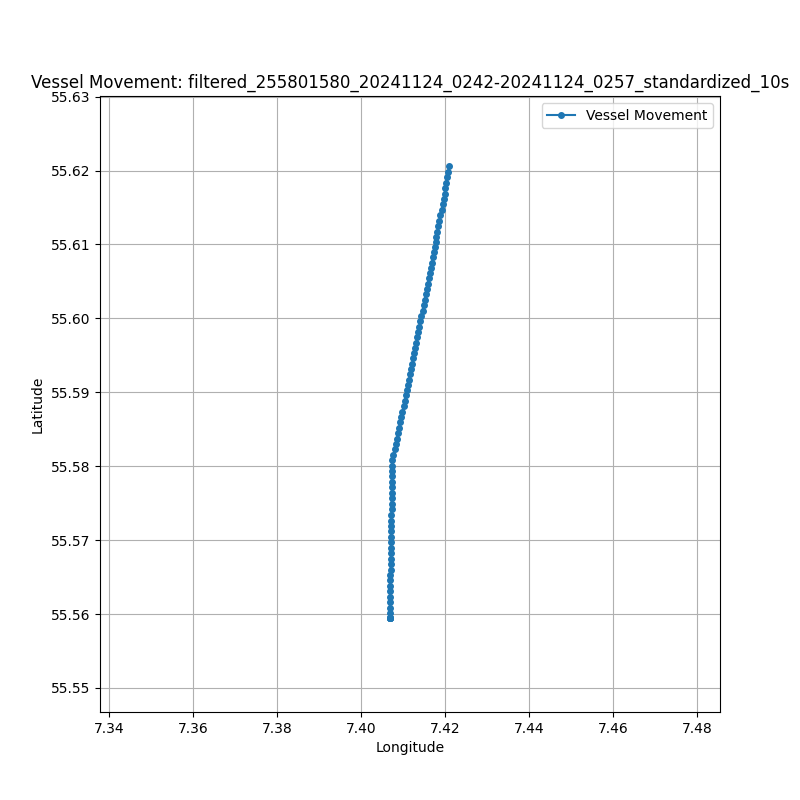 Vessel Movement: filtered_255801580_20241124_0242-20241124_0257_standardized_10s
Vessel Movement
55.63
55.62
55.61
55.60
55.59
55.58
55.57
55.56
55.55
Latitude
7.34 7.36 7.38 7.40 7.42 7.44 7.46 7.48
Longitude